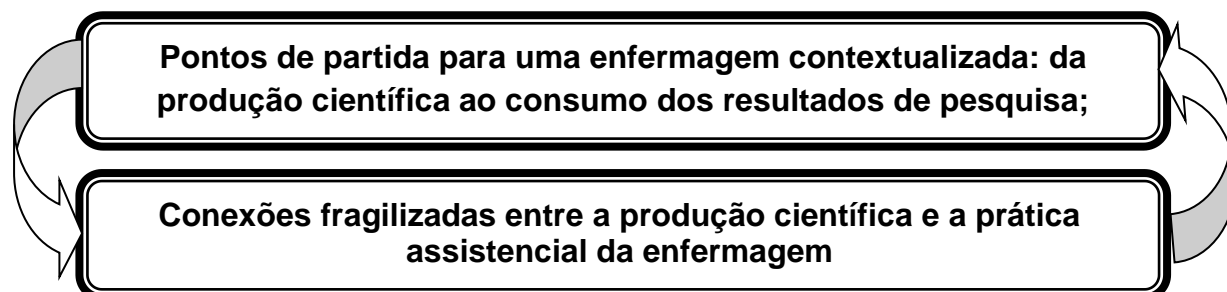 Pontos de partida para uma enfermagem contextualizada: da
produção científica ao consumo dos resultados de pesquisa;
Conexões fragilizadas entre a produção científica e a prática
assistencial da enfermagem